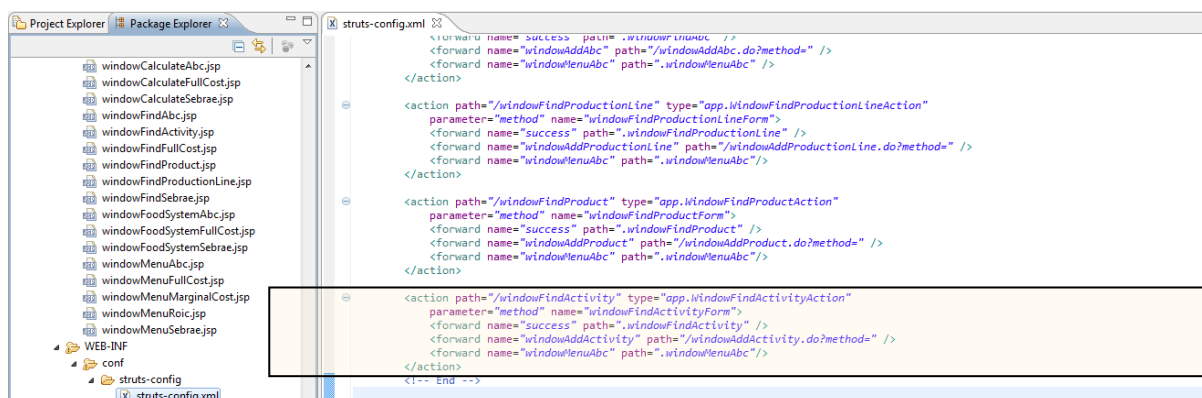 Project Explorer
Package Explorer
windowCalculateAbc.jsp
windowCalculateFullCost.jsp
windowCalculateSebrae.jsp
windowFindAbc.jsp
windowFindActivity.jsp
windowFindFullCost.jsp
windowFindProduct.jsp
windowFindProductionLine.jsp
windowFindSebrae.jsp
windowFoodSystemAbc.jsp
windowFoodSystemFullCost.jsp
windowFoodSystemSebrae.jsp
windowMenuAbc.jsp
windowMenuFullCost.jsp
windowMenuMarginalCost.jsp
windowMenuRoic.jsp
windowMenuSebrae.jsp
WEB-INF
conf
struts-config
struts-config.xml
struts-config.xml
<forward name="success" path=".windowFindAbc" />
<forward name="windowAddAbc" path="/windowAddAbc.do?method=" />
<forward name="windowMenuAbc" path=".windowMenuAbc" />
</action>
<action path="/windowFindProductionLine" type="app.WindowFindProductionLineAction"
parameter="method" name="windowFindProductionLineForm">
<forward name="success" path=".windowFindProductionLine" />
<forward name="windowAddProductionLine" path="/windowAddProductionLine.do?method=" />
<forward name="windowMenuAbc" path=".windowMenuAbc"/>
</action>
<action path="/windowFindProduct" type="app.WindowFindProductAction"
parameter="method" name="windowFindProductForm">
<forward name="success" path=".windowFindProduct" />
<forward name="windowAddProduct" path="/windowAddProduct.do?method=" />
<forward name="windowMenuAbc" path=".windowMenuAbc"/>
</action>
<action path="/windowFindActivity" type="app.WindowFindActivityAction"
parameter="method" name="windowFindActivityForm">
<forward name="success" path=".windowFindActivity" />
<forward name="windowAddActivity" path="/windowAddActivity.do?method=" />
<forward name="windowMenuAbc" path=".windowMenuAbc"/>
</action>
<!-- End -->